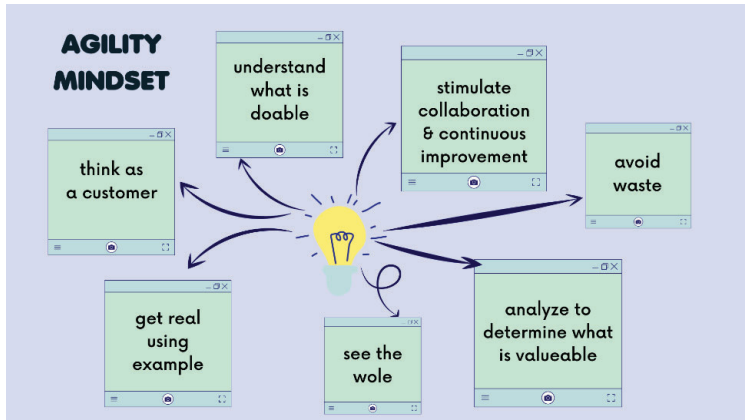 AGILITY
MINDSET
understand
what is
doable
stimulate
collaboration
& continuous
improvement
think as
a customer
avoid
waste
get real
using
example
see the
wole
analyze to
determine what
is valueable